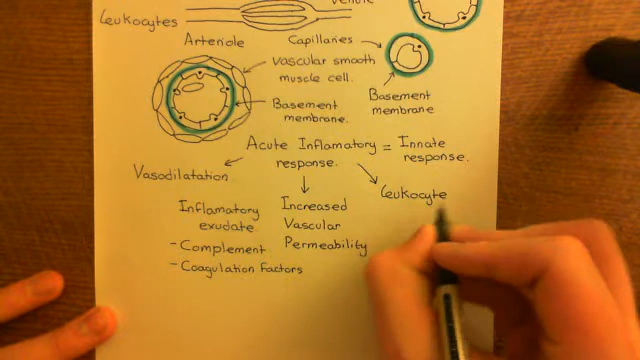 Venule
Leukocytes
Arteriole
Capillaries
Vascular smooth
muscle cell.
Basement
membrane.
Basement
membrane
Acute Inflamatory = Innate
response. response.
Vasodilatation
Increased
Vascular
Permeability
Leukocyte
Inflamatory
exudate
- Complement
- Coagulation Factors